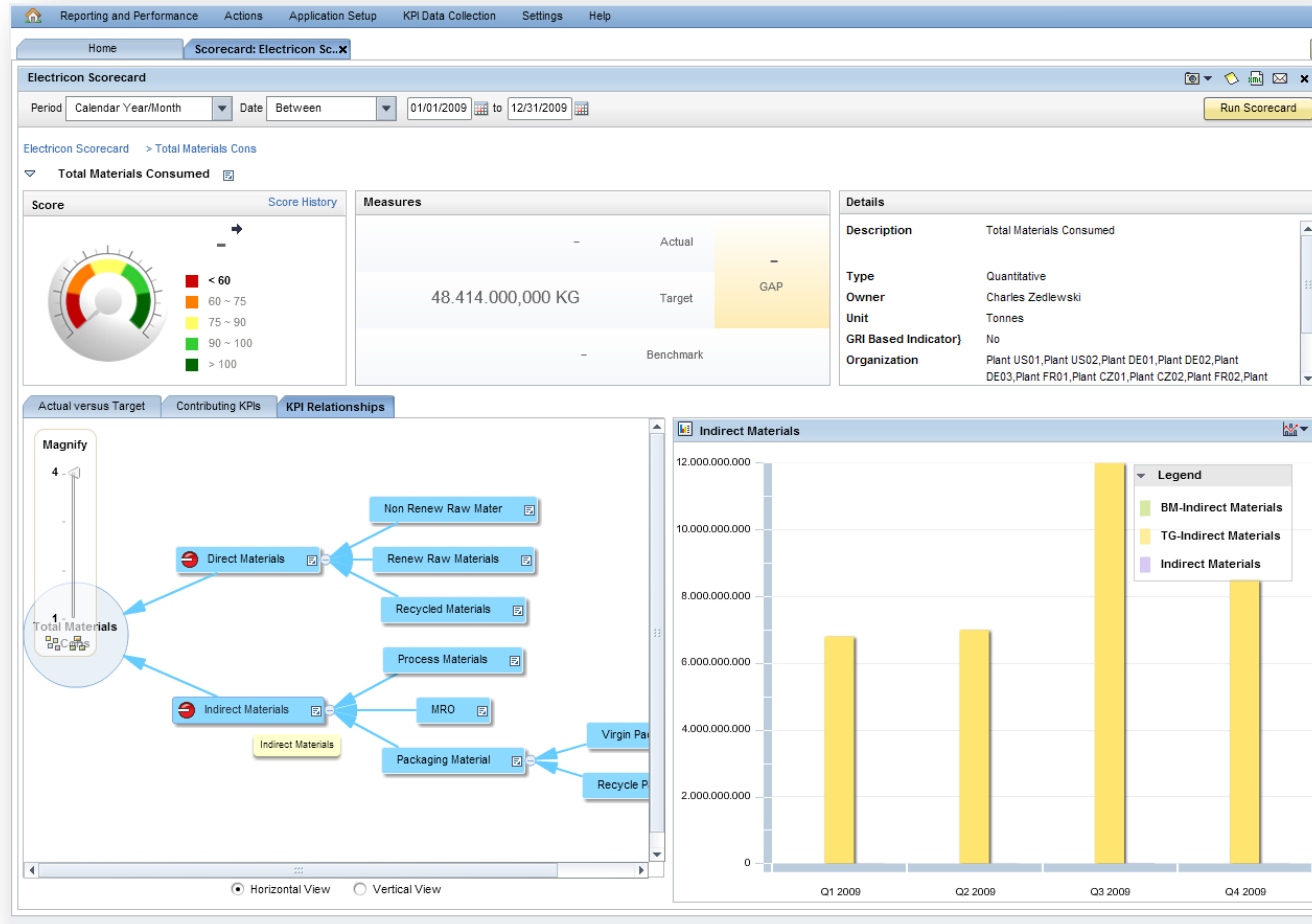 Reporting and Performance Actions Application Setup KPI Data Collection Settings Help
Home Scorecard: Electricon Sc..x
Electricon Scorecard
Period Calendar Year/Month Date Between 01/01/2009 to 12/31/2009 Run Scorecard
Electricon Scorecard > Total Materials Cons
Total Materials Consumed
Score Score History
–
< 60
60 ~ 75
75 ~ 90
90 ~ 100
> 100
Measures
– Actual
48.414.000,000 KG Target
– Benchmark
–
GAP
Details
Description Total Materials Consumed
Type Quantitative
Owner Charles Zedlewski
Unit Tonnes
GRI Based Indicator} No
Organization Plant US01,Plant US02,Plant DE01,Plant DE02,Plant
DE03,Plant FR01,Plant CZ01,Plant CZ02,Plant FR02,Plant
Actual versus Target Contributing KPIs KPI Relationships
Magnify
4
1
Total Materials
Cons
Non Renew Raw Mater
Direct Materials
Renew Raw Materials
Recycled Materials
Process Materials
Indirect Materials
MRO
Indirect Materials
Packaging Material
Virgin Pa
Recycle P
Horizontal View Vertical View
Indirect Materials
12.000.000.000
10.000.000.000
8.000.000.000
6.000.000.000
4.000.000.000
2.000.000.000
0
Q1 2009 Q2 2009 Q3 2009 Q4 2009
Legend
BM-Indirect Materials
TG-Indirect Materials
Indirect Materials